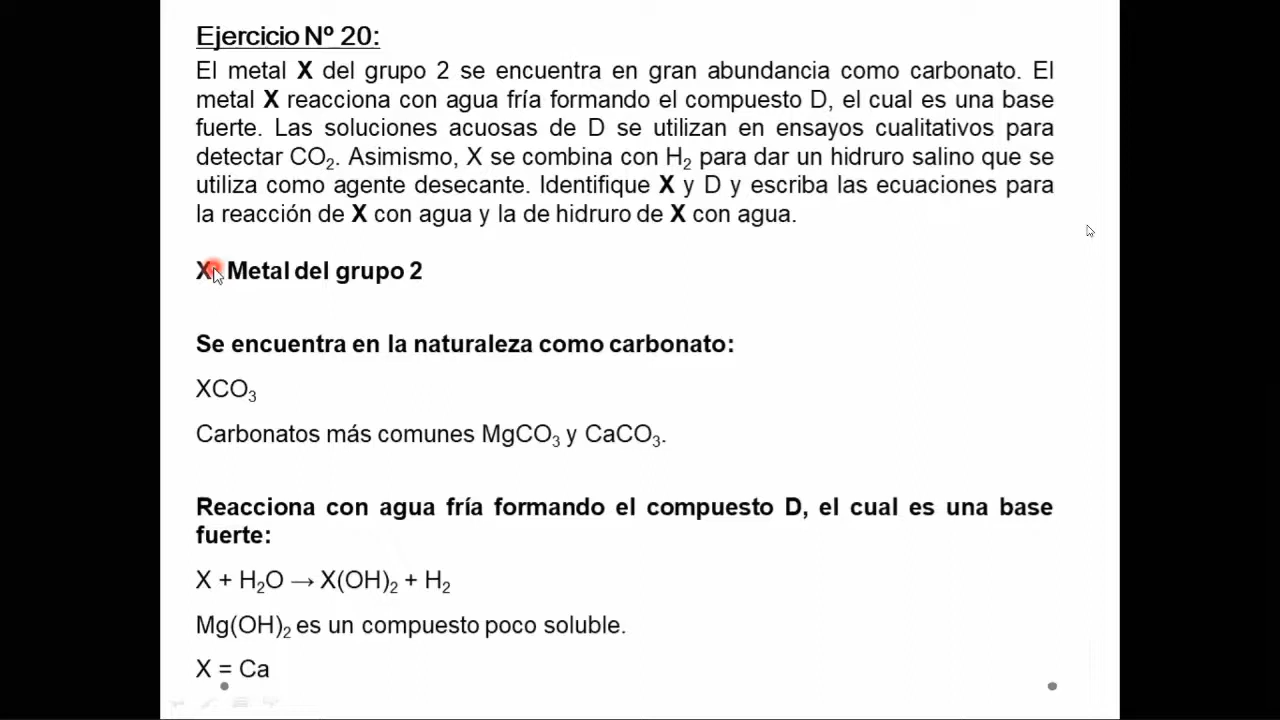 Ejercicio Nº 20:
El metal X del grupo 2 se encuentra en gran abundancia como carbonato. El
metal X reacciona con agua fría formando el compuesto D, el cual es una base
fuerte. Las soluciones acuosas de D se utilizan en ensayos cualitativos para
detectar CO₂. Asimismo, X se combina con H₂ para dar un hidruro salino que se
utiliza como agente desecante. Identifique X y D y escriba las ecuaciones para
la reacción de X con agua y la de hidruro de X con agua.
X: Metal del grupo 2
Se encuentra en la naturaleza como carbonato:
XCO₃
Carbonatos más comunes MgCO₃ y CaCO₃.
Reacciona con agua fría formando el compuesto D, el cual es una base
fuerte:
X + H₂O → X(OH)₂ + H₂
Mg(OH)₂ es un compuesto poco soluble.
X = Ca